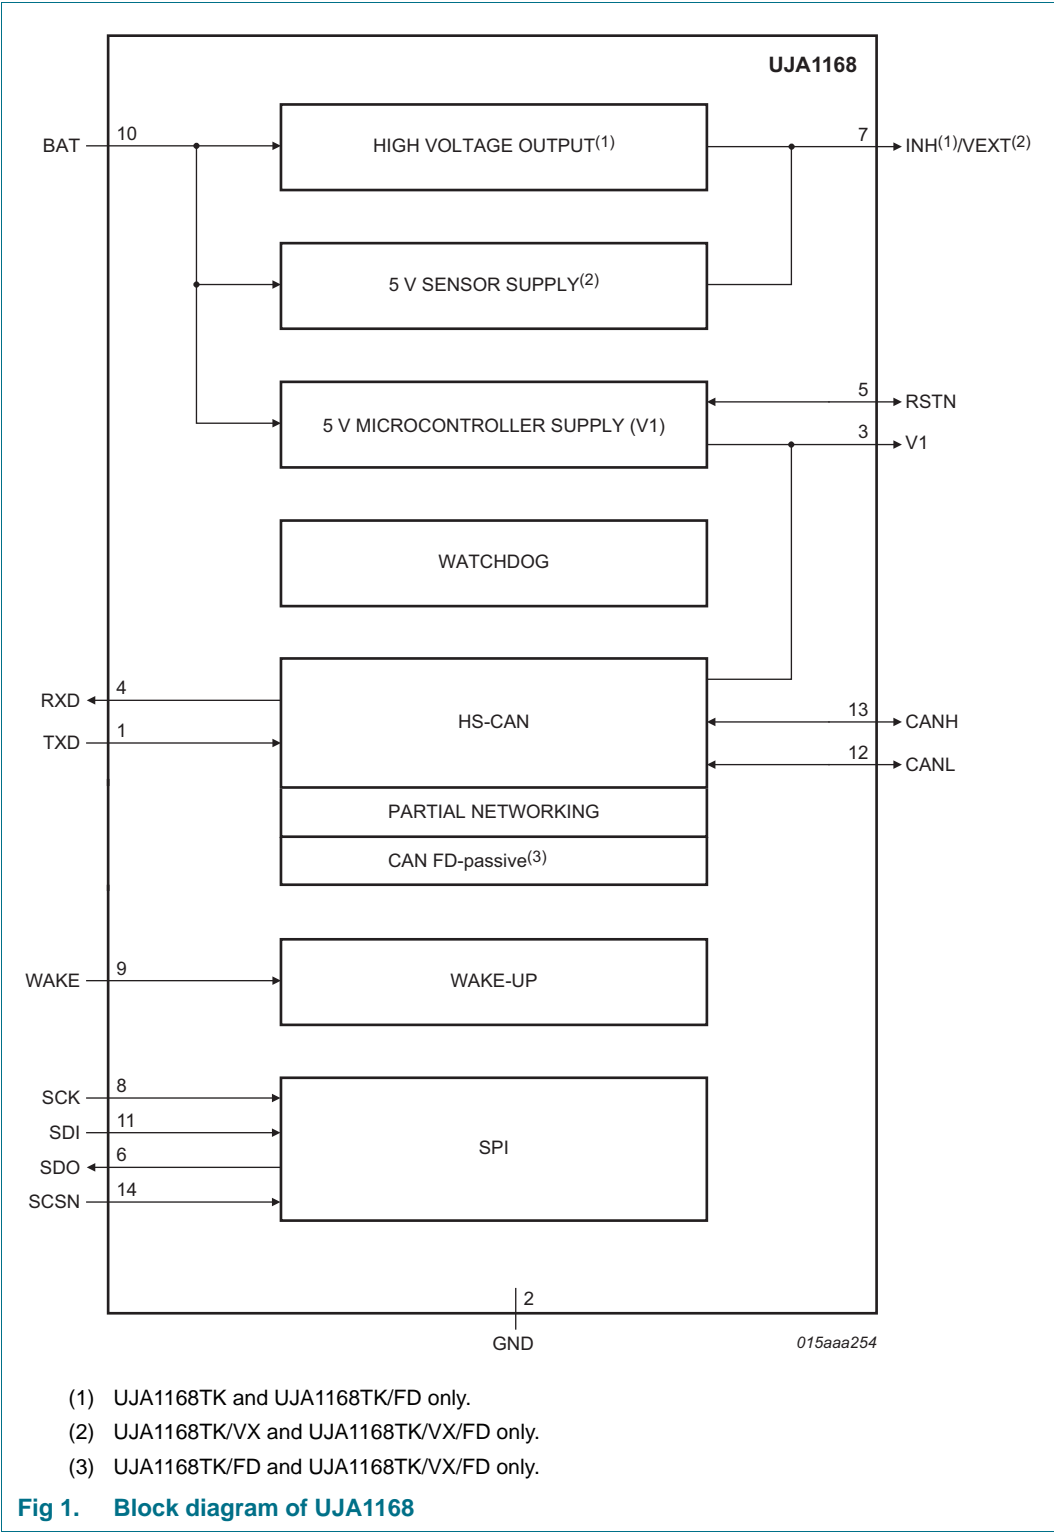 UJA1168
BAT 10 HIGH VOLTAGE OUTPUT(1) 7 INH(1)/VEXT(2)
5 V SENSOR SUPPLY(2)
5 RSTN
5 V MICROCONTROLLER SUPPLY (V1)
3 V1
WATCHDOG
RXD 4
HS-CAN
13 CANH
TXD 1
12 CANL
PARTIAL NETWORKING
CAN FD-passive(3)
WAKE 9 WAKE-UP
SCK 8
SDI 11
SPI
SDO 6
SCSN 14
2
GND
015aaa254
(1) UJA1168TK and UJA1168TK/FD only.
(2) UJA1168TK/VX and UJA1168TK/VX/FD only.
(3) UJA1168TK/FD and UJA1168TK/VX/FD only.
Fig 1. Block diagram of UJA1168